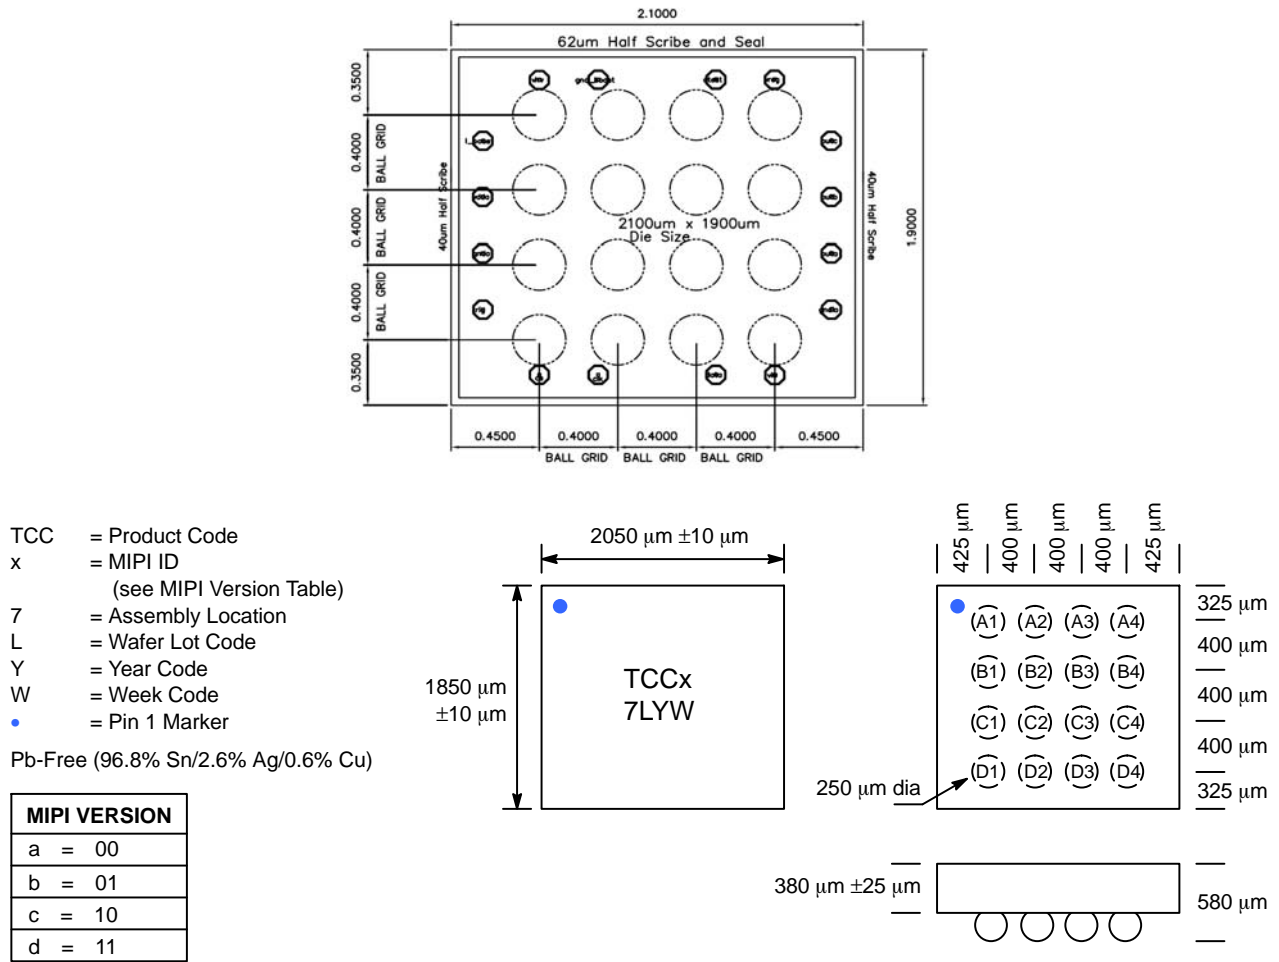 2.1000
62um Half Scribe and Seal
0.3500
0.4000
BALL GRID
0.4000
BALL GRID
0.4000
BALL GRID
0.3500
40um Half Scribe
2100um x 1900um
Die Size
40um Half Scribe
1.9000
0.4500
0.4000
0.4000
0.4000
0.4500
BALL GRID
BALL GRID
BALL GRID
TCC = Product Code
x = MIPI ID
(see MIPI Version Table)
7 = Assembly Location
L = Wafer Lot Code
Y = Year Code
W = Week Code
• = Pin 1 Marker
Pb-Free (96.8% Sn/2.6% Ag/0.6% Cu)
MIPI VERSION
a = 00
b = 01
c = 10
d = 11
2050 μm ±10 μm
1850 μm
±10 μm
TCCx
7LYW
425 μm
400 μm
400 μm
400 μm
425 μm
A1 A2 A3 A4
B1 B2 B3 B4
C1 C2 C3 C4
D1 D2 D3 D4
325 μm
400 μm
400 μm
400 μm
325 μm
250 μm dia
380 μm ±25 μm
580 μm